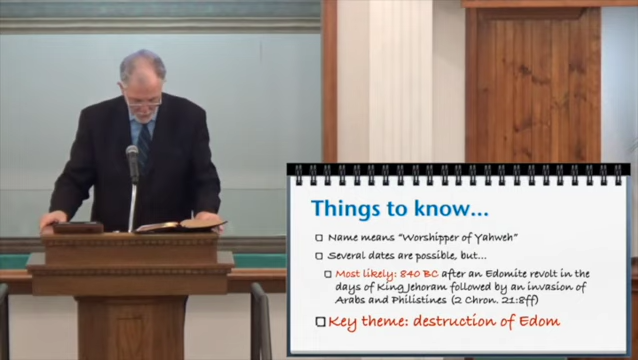 Things to know...
Name means "Worshipper of Yahweh"
Several dates are possible, but...
Most likely: 840 BC after an Edomite revolt in the
days of King Jehoram followed by an invasion of
Arabs and Philistines (2 Chron. 21:8ff)
Key theme: destruction of Edom